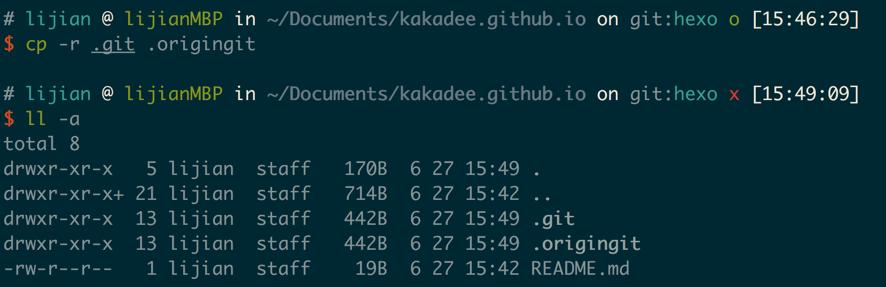 # lijian @ lijianMBP in ~/Documents/kakadee.github.io on git:hexo o [15:46:29]
$ cp -r .git .origingit
# lijian @ lijianMBP in ~/Documents/kakadee.github.io on git:hexo x [15:49:09]
$ ll -a
total 8
drwxr-xr-x   5 lijian  staff   170B  6 27 15:49 .
drwxr-xr-x+ 21 lijian  staff   714B  6 27 15:42 ..
drwxr-xr-x  13 lijian  staff   442B  6 27 15:49 .git
drwxr-xr-x  13 lijian  staff   442B  6 27 15:49 .origingit
-rw-r--r--   1 lijian  staff    19B  6 27 15:42 README.md